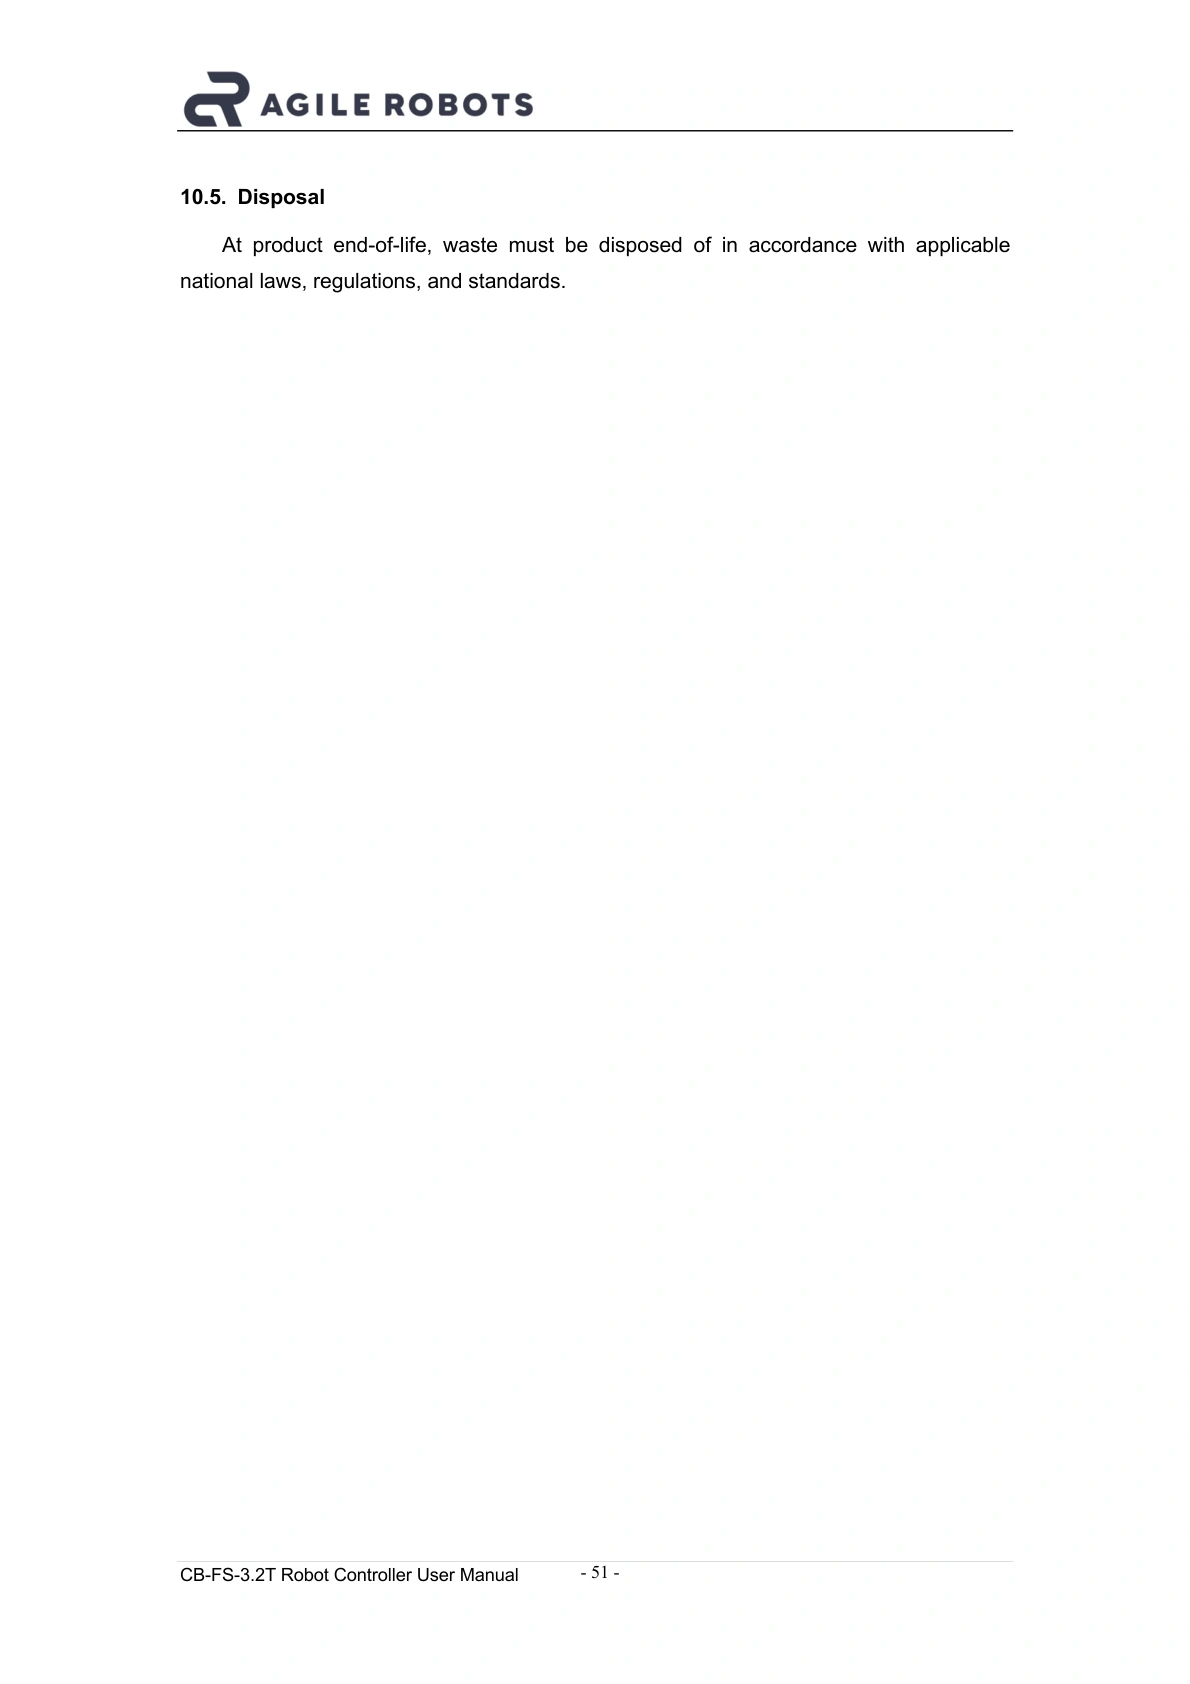 AGILE ROBOTS
10.5. Disposal
At product end-of-life, waste must be disposed of in accordance with applicable
national laws, regulations, and standards.
CB-FS-3.2T Robot Controller User Manual - 51 -